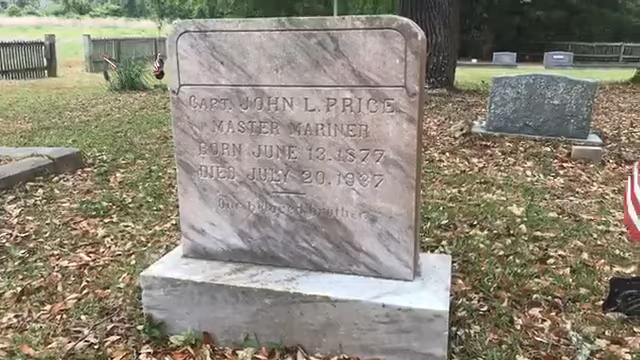 CAPT. JOHN L. PRICE
MASTER MARINER
BORN JUNE 13. 1877
DIED JULY 20. 1937
Our beloved brother